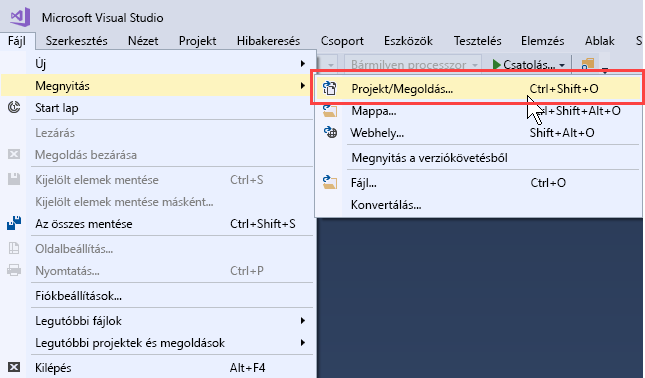 Microsoft Visual Studio
Fájl Szerkesztés Nézet Projekt Hibakeresés Csoport Eszközök Tesztelés Elemzés Ablak S
Bármilyen processzor Csatolás...
Új
Megnyitás
Start lap
Lezárás
Megoldás bezárása
Kijelölt elemek mentése Ctrl+S
Kijelölt elemek mentése másként...
Az összes mentése Ctrl+Shift+S
Oldalbeállítás...
Nyomtatás... Ctrl+P
Fiókbeállítások...
Legutóbbi fájlok
Legutóbbi projektek és megoldások
Kilépés Alt+F4
Projekt/Megoldás... Ctrl+Shift+O
Mappa... Ctrl+Shift+Alt+O
Webhely... Shift+Alt+O
Megnyitás a verziókövetésből
Fájl... Ctrl+O
Konvertálás...